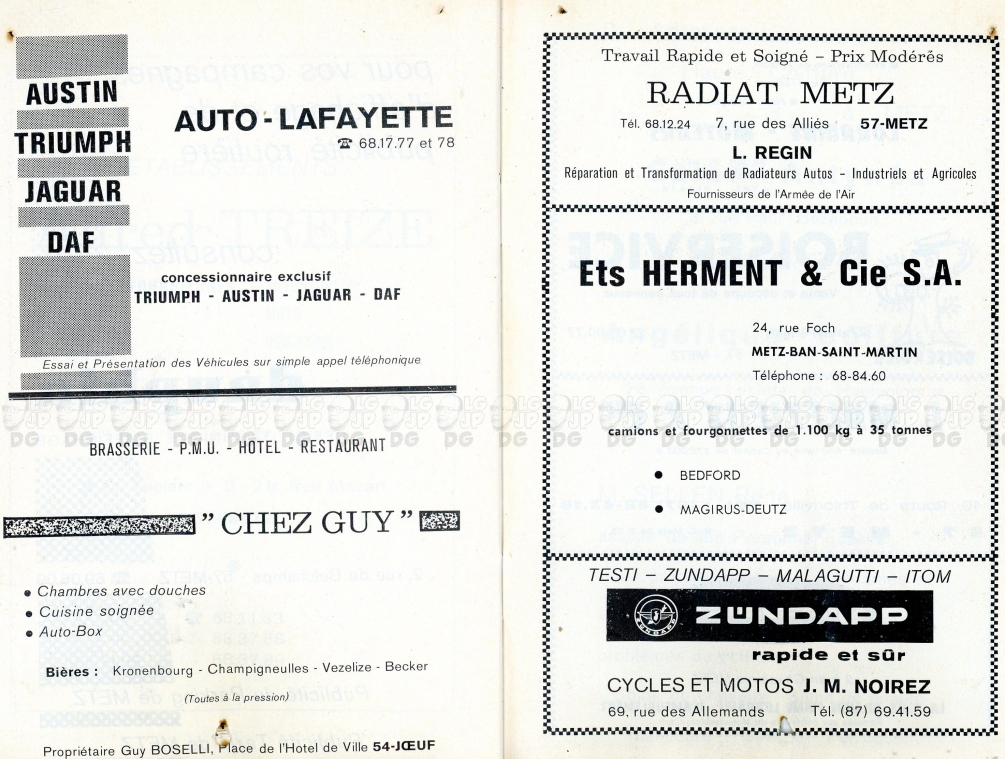 AUSTIN
TRIUMPH
JAGUAR
DAF
AUTO - LAFAYETTE
☎ 68.17.77 et 78
concessionnaire exclusif
TRIUMPH - AUSTIN - JAGUAR - DAF
Essai et Présentation des Véhicules sur simple appel téléphonique
BRASSERIE - P.M.U. - HOTEL - RESTAURANT
” CHEZ GUY ”
● Chambres avec douches
● Cuisine soignée
● Auto-Box
Bières : Kronenbourg - Champigneulles - Vezelize - Becker
(Toutes à la pression)
Propriétaire Guy BOSELLI, Place de l'Hotel de Ville 54-JŒUF
Travail Rapide et Soigné – Prix Modérés
RADIAT METZ
Tél. 68.12.24 7, rue des Alliés 57-METZ
L. REGIN
Réparation et Transformation de Radiateurs Autos - Industriels et Agricoles
Fournisseurs de l'Armée de l'Air
Ets HERMENT & Cie S.A.
24, rue Foch
METZ-BAN-SAINT-MARTIN
Téléphone : 68-84.60
camions et fourgonnettes de 1.100 kg à 35 tonnes
● BEDFORD
● MAGIRUS-DEUTZ
TESTI – ZUNDAPP – MALAGUTTI – ITOM
ZÜNDAPP
ZÜNDAPP
rapide et sûr
CYCLES ET MOTOS J. M. NOIREZ
69, rue des Allemands Tél. (87) 69.41.59